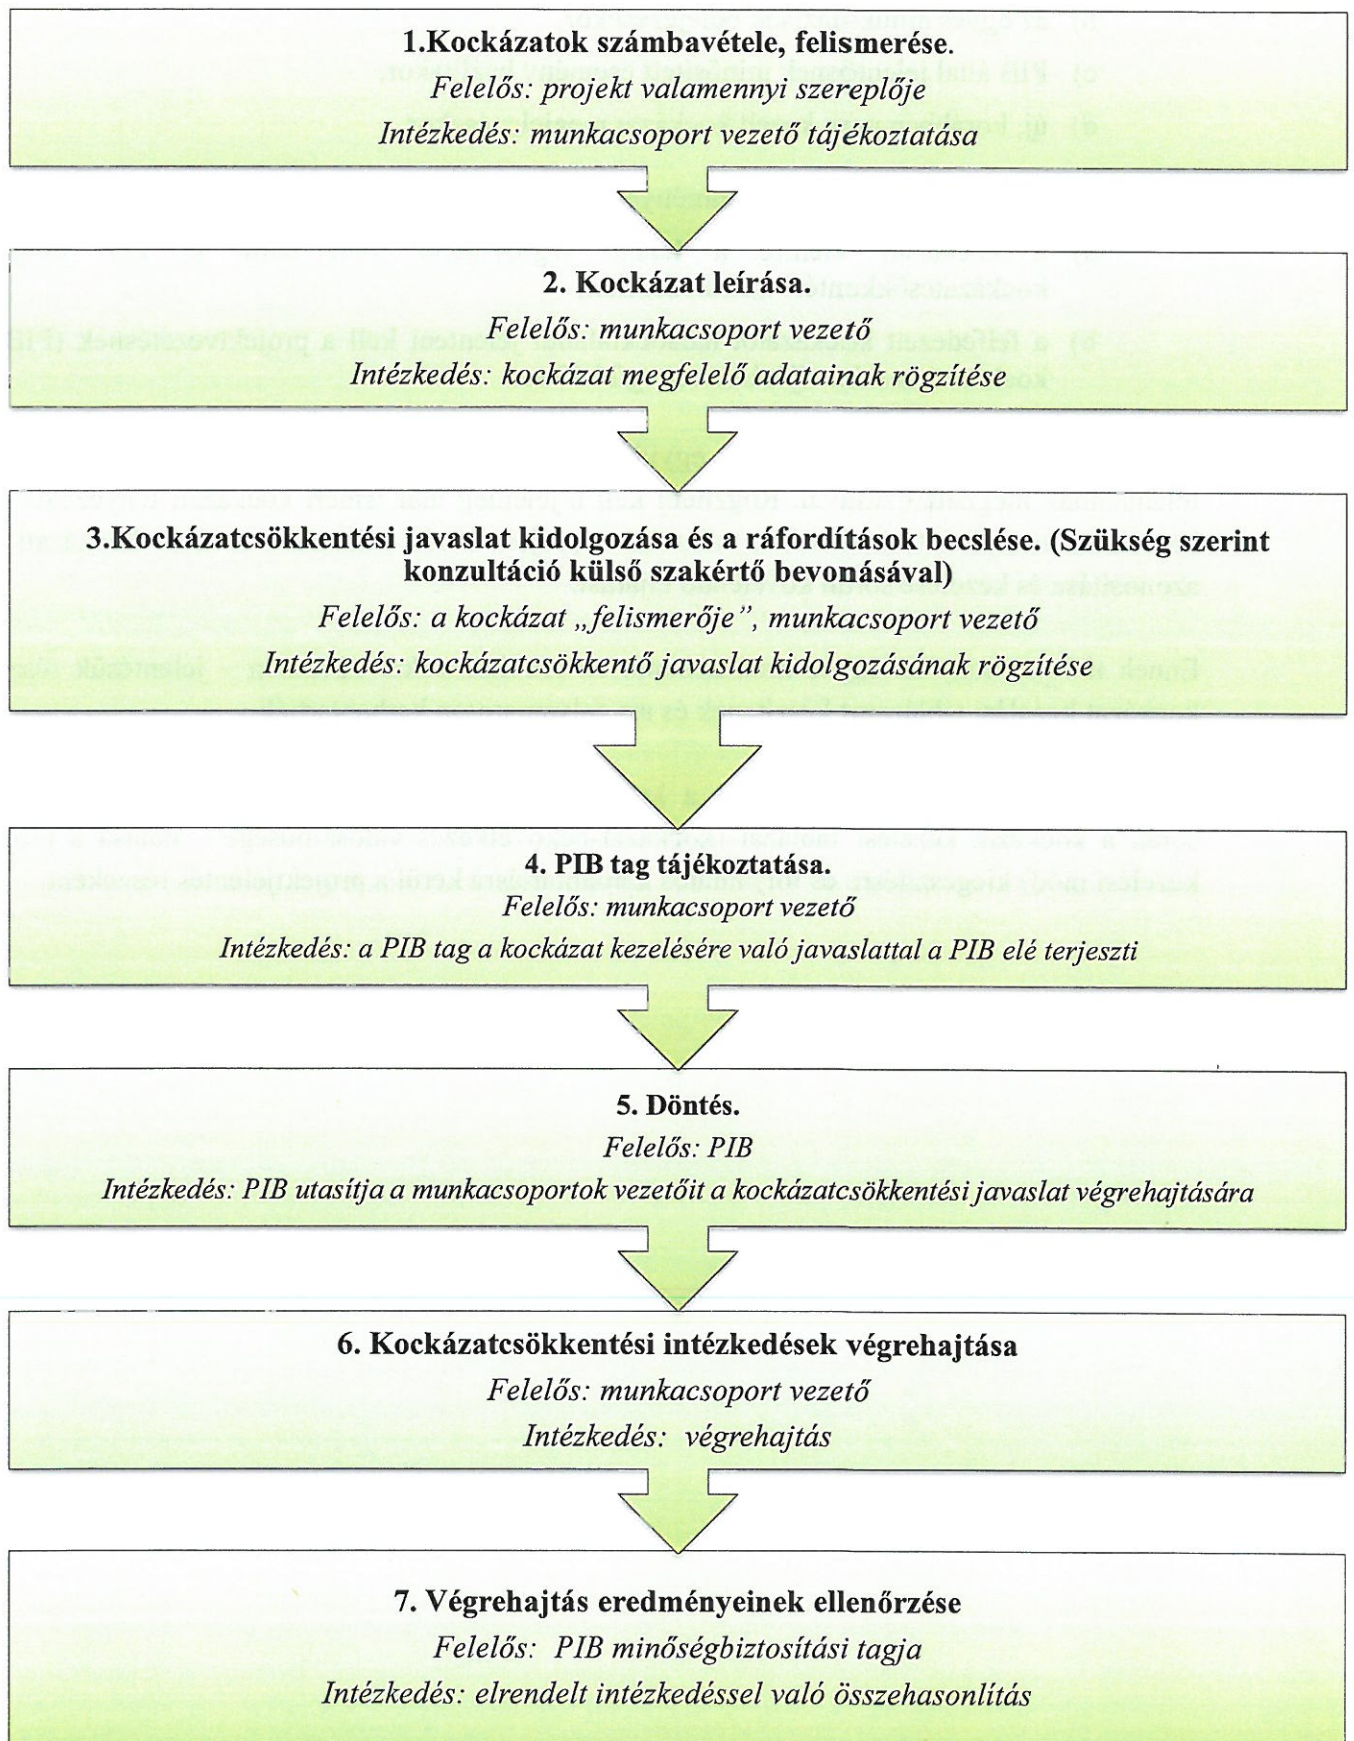 1.Kockázatok számbavétele, felismerése.
Felelős: projekt valamennyi szereplője
Intézkedés: munkacsoport vezető tájékoztatása
2. Kockázat leírása.
Felelős: munkacsoport vezető
Intézkedés: kockázat megfelelő adatainak rögzítése
3.Kockázatcsökkentési javaslat kidolgozása és a ráfordítások becslése. (Szükség szerint
konzultáció külső szakértő bevonásával)
Felelős: a kockázat „felismerője”, munkacsoport vezető
Intézkedés: kockázatcsökkentő javaslat kidolgozásának rögzítése
4. PIB tag tájékoztatása.
Felelős: munkacsoport vezető
Intézkedés: a PIB tag a kockázat kezelésére való javaslattal a PIB elé terjeszti
5. Döntés.
Felelős: PIB
Intézkedés: PIB utasítja a munkacsoportok vezetőit a kockázatcsökkentési javaslat végrehajtására
6. Kockázatcsökkentési intézkedések végrehajtása
Felelős: munkacsoport vezető
Intézkedés: végrehajtás
7. Végrehajtás eredményeinek ellenőrzése
Felelős: PIB minőségbiztosítási tagja
Intézkedés: elrendelt intézkedéssel való összehasonlítás